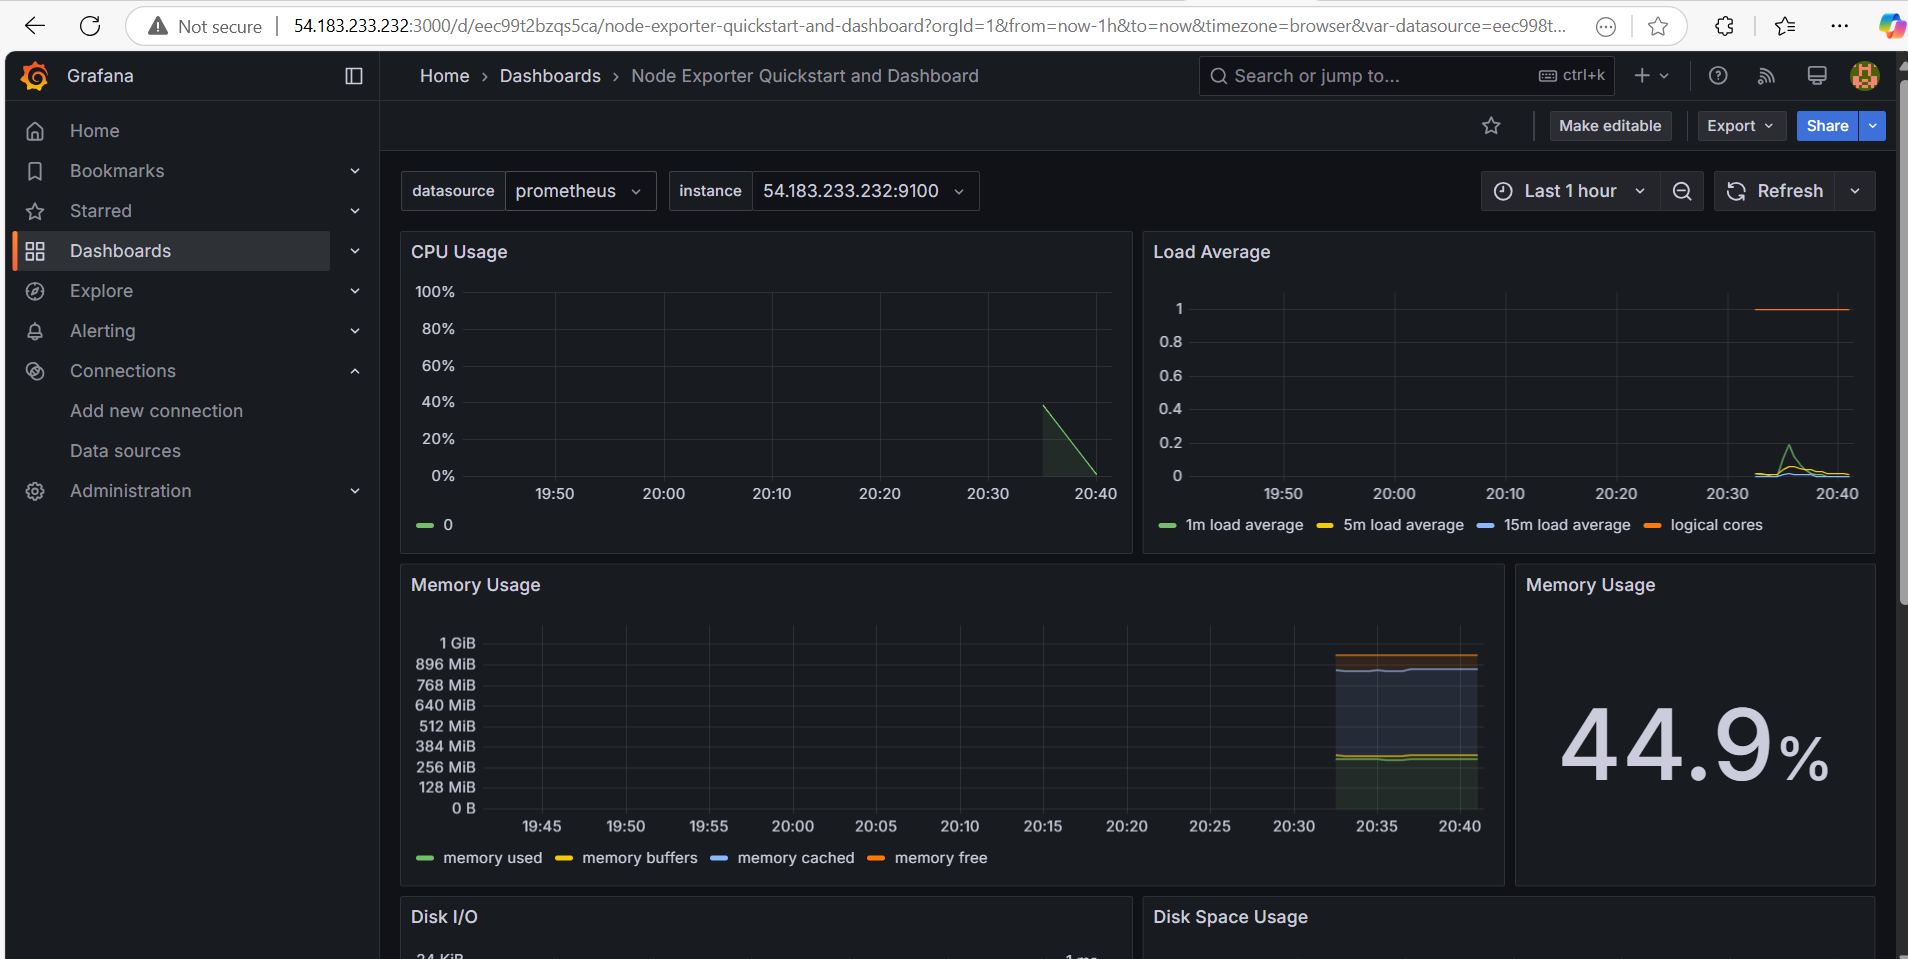 Not secure 54.183.233.232:3000/d/eec99t2bzqs5ca/node-exporter-quickstart-and-dashboard?orgId=1&from=now-1h&to=now&timezone=browser&var-datasource=eec998t...
Grafana
Home › Dashboards › Node Exporter Quickstart and Dashboard
Search or jump to... ctrl+k
Home
Bookmarks
Starred
Dashboards
Explore
Alerting
Connections
Add new connection
Data sources
Administration
Make editable Export Share
datasource prometheus instance 54.183.233.232:9100 Last 1 hour Refresh
CPU Usage
100%
80%
60%
40%
20%
0%
19:50 20:00 20:10 20:20 20:30 20:40
0
Load Average
1
0.8
0.6
0.4
0.2
0
19:50 20:00 20:10 20:20 20:30 20:40
1m load average 5m load average 15m load average logical cores
Memory Usage
1 GiB
896 MiB
768 MiB
640 MiB
512 MiB
384 MiB
256 MiB
128 MiB
0 B
19:45 19:50 19:55 20:00 20:05 20:10 20:15 20:20 20:25 20:30 20:35 20:40
memory used memory buffers memory cached memory free
Memory Usage
44.9%
Disk I/O
24 KiB
1 ms
Disk Space Usage